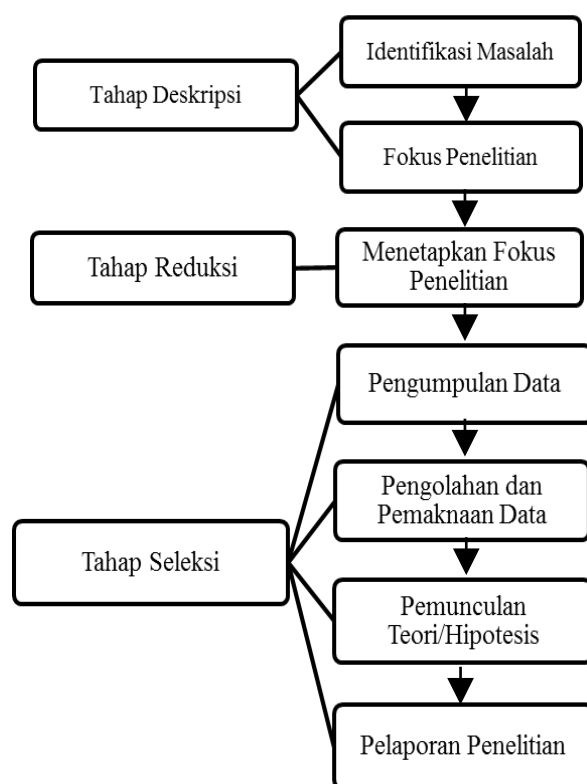 Identifikasi Masalah
Tahap Deskripsi
Fokus Penelitian
Tahap Reduksi
Menetapkan Fokus
Penelitian
Pengumpulan Data
Pengolahan dan
Pemaknaan Data
Tahap Seleksi
Pemunculan
Teori/Hipotesis
Pelaporan Penelitian